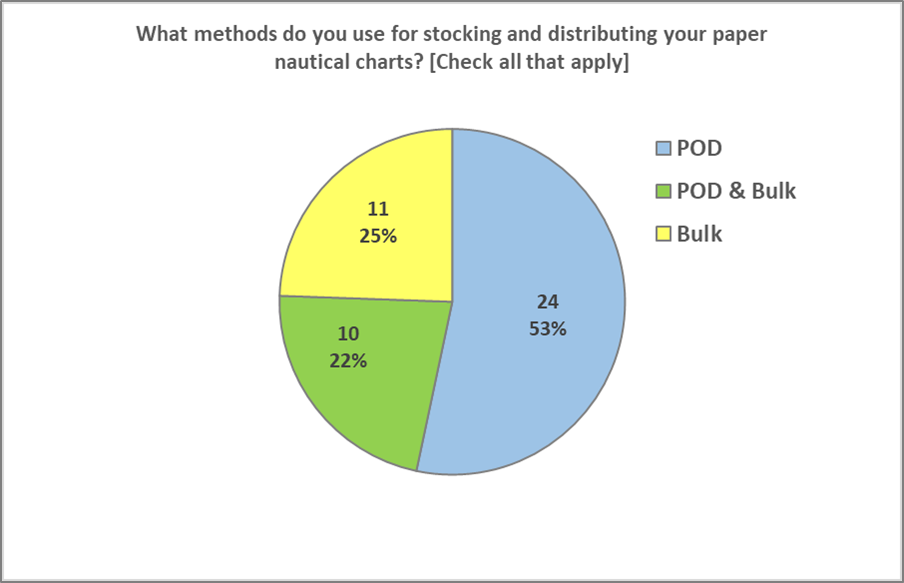 What methods do you use for stocking and distributing your paper
nautical charts? [Check all that apply]
POD
POD & Bulk
Bulk
11
25%
24
53%
10
22%